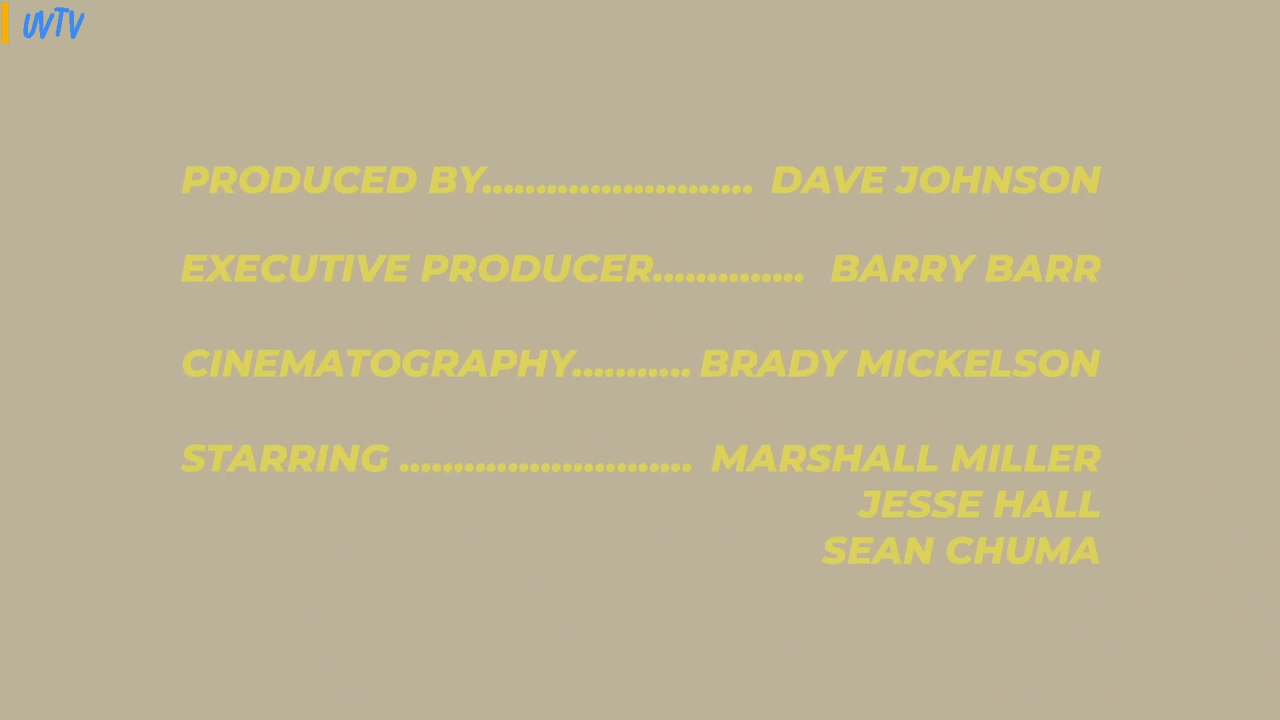 UVTV
PRODUCED BY......................... DAVE JOHNSON
EXECUTIVE PRODUCER.............. BARRY BARR
CINEMATOGRAPHY........... BRADY MICKELSON
STARRING ........................... MARSHALL MILLER
JESSE HALL
SEAN CHUMA